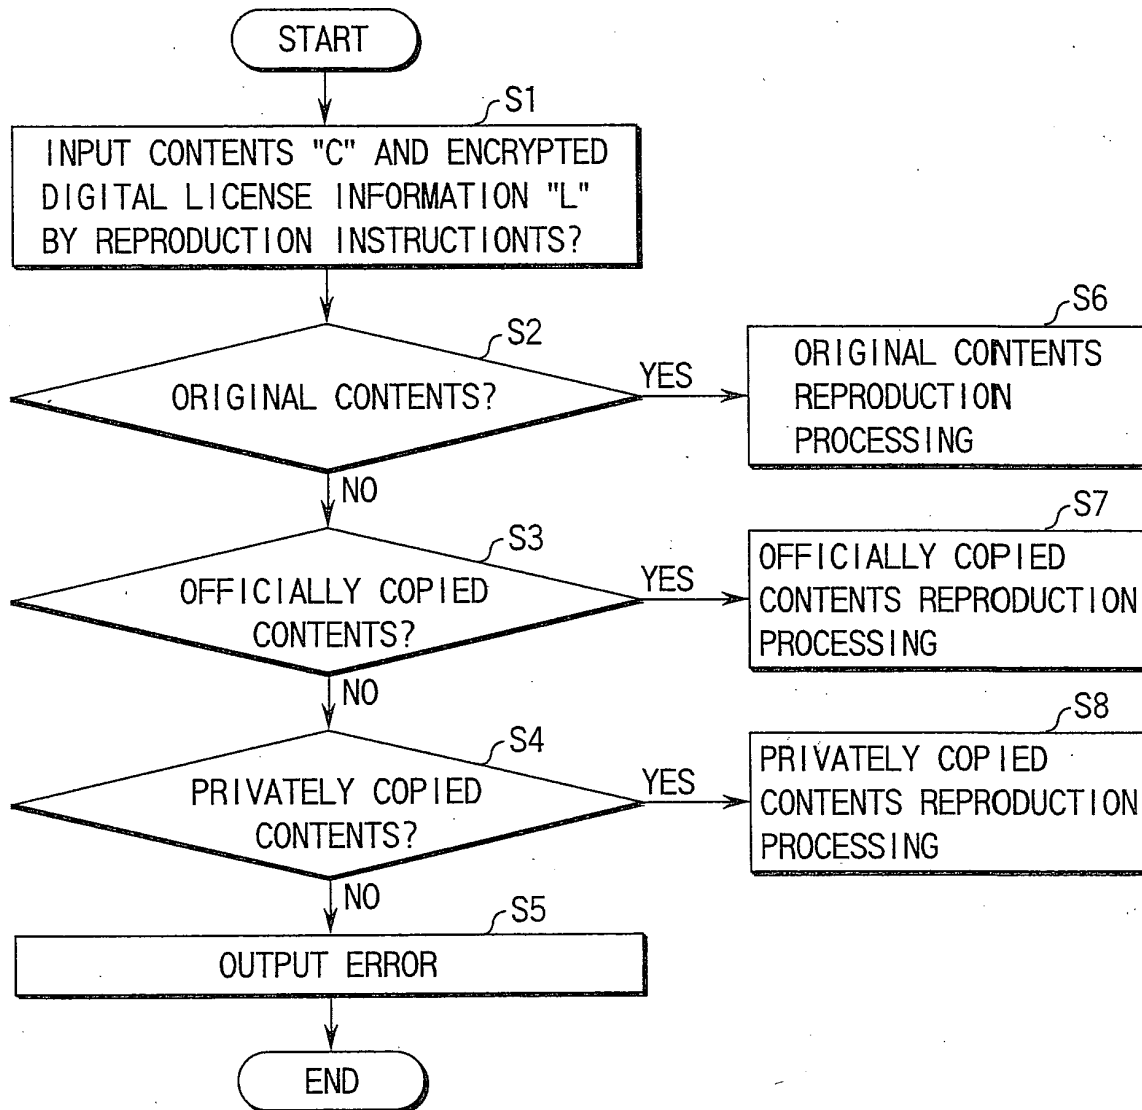 START
S1
INPUT CONTENTS "C" AND ENCRYPTED
DIGITAL LICENSE INFORMATION "L"
BY REPRODUCTION INSTRUCTIONTS?
S2
ORIGINAL CONTENTS?
YES
S6
ORIGINAL CONTENTS
REPRODUCTION
PROCESSING
NO
S3
OFFICIALLY COPIED
CONTENTS?
YES
S7
OFFICIALLY COPIED
CONTENTS REPRODUCTION
PROCESSING
NO
S4
PRIVATELY COPIED
CONTENTS?
YES
S8
PRIVATELY COPIED
CONTENTS REPRODUCTION
PROCESSING
NO
S5
OUTPUT ERROR
END